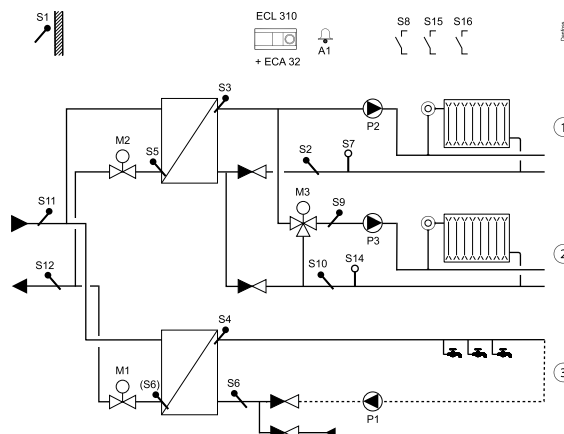 S1
ECL 310
+ ECA 32
A1
S8 S15 S16
S3
P2
1
M2
S5
S2
S7
S11
M3
S9
P3
2
S12
S10
S14
S4
3
M1
(S6)
S6
P1